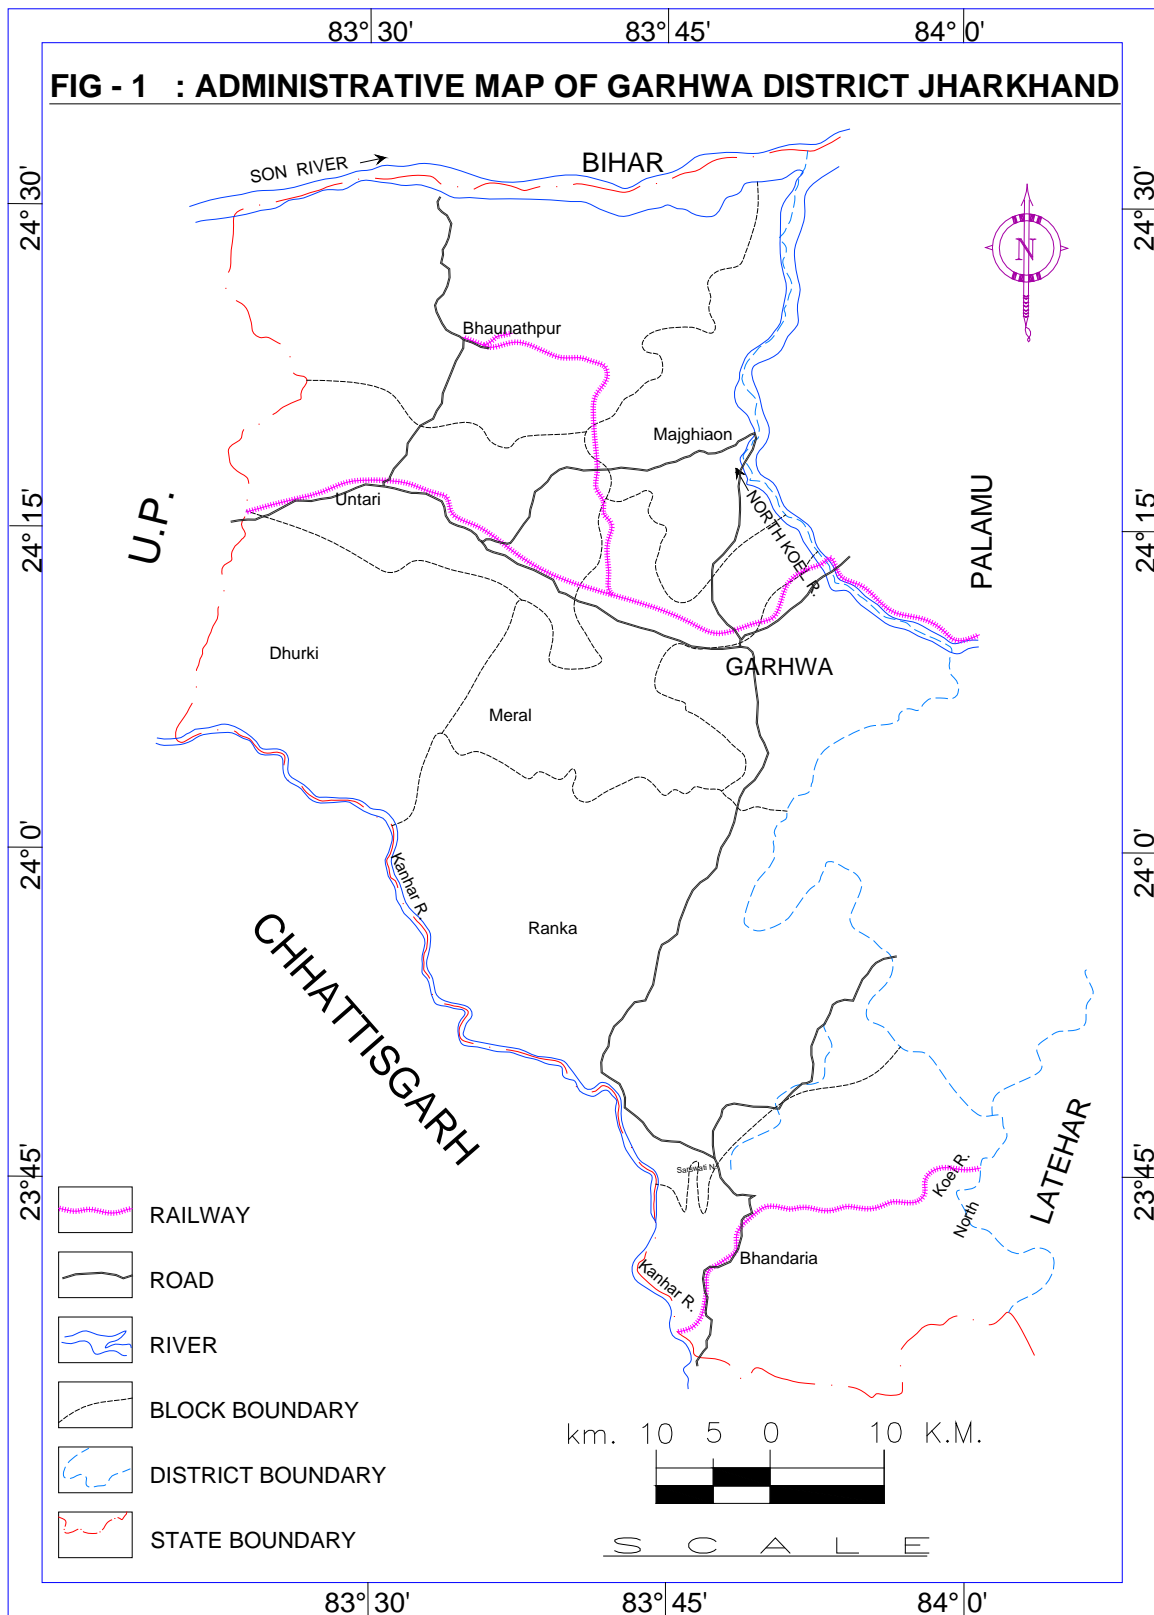 83° 30'
83° 45'
84° 0'
FIG - 1 : ADMINISTRATIVE MAP OF GARHWA DISTRICT JHARKHAND
SON RIVER
BIHAR
24° 30'
24° 30'
N
Bhaunathpur
Majghiaon
Untari
U.P.
NORTH KOEL R.
PALAMU
24° 15'
24° 15'
Dhurki
GARHWA
Meral
24° 0'
24° 0'
Kanhar R.
Ranka
CHHATTISGARH
LATEHAR
23° 45'
23° 45'
Koel R.
North
Bhandaria
Kanhar R.
RAILWAY
ROAD
RIVER
BLOCK BOUNDARY
DISTRICT BOUNDARY
STATE BOUNDARY
km. 10 5 0 10 K.M.
SCALE
83° 30'
83° 45'
84° 0'